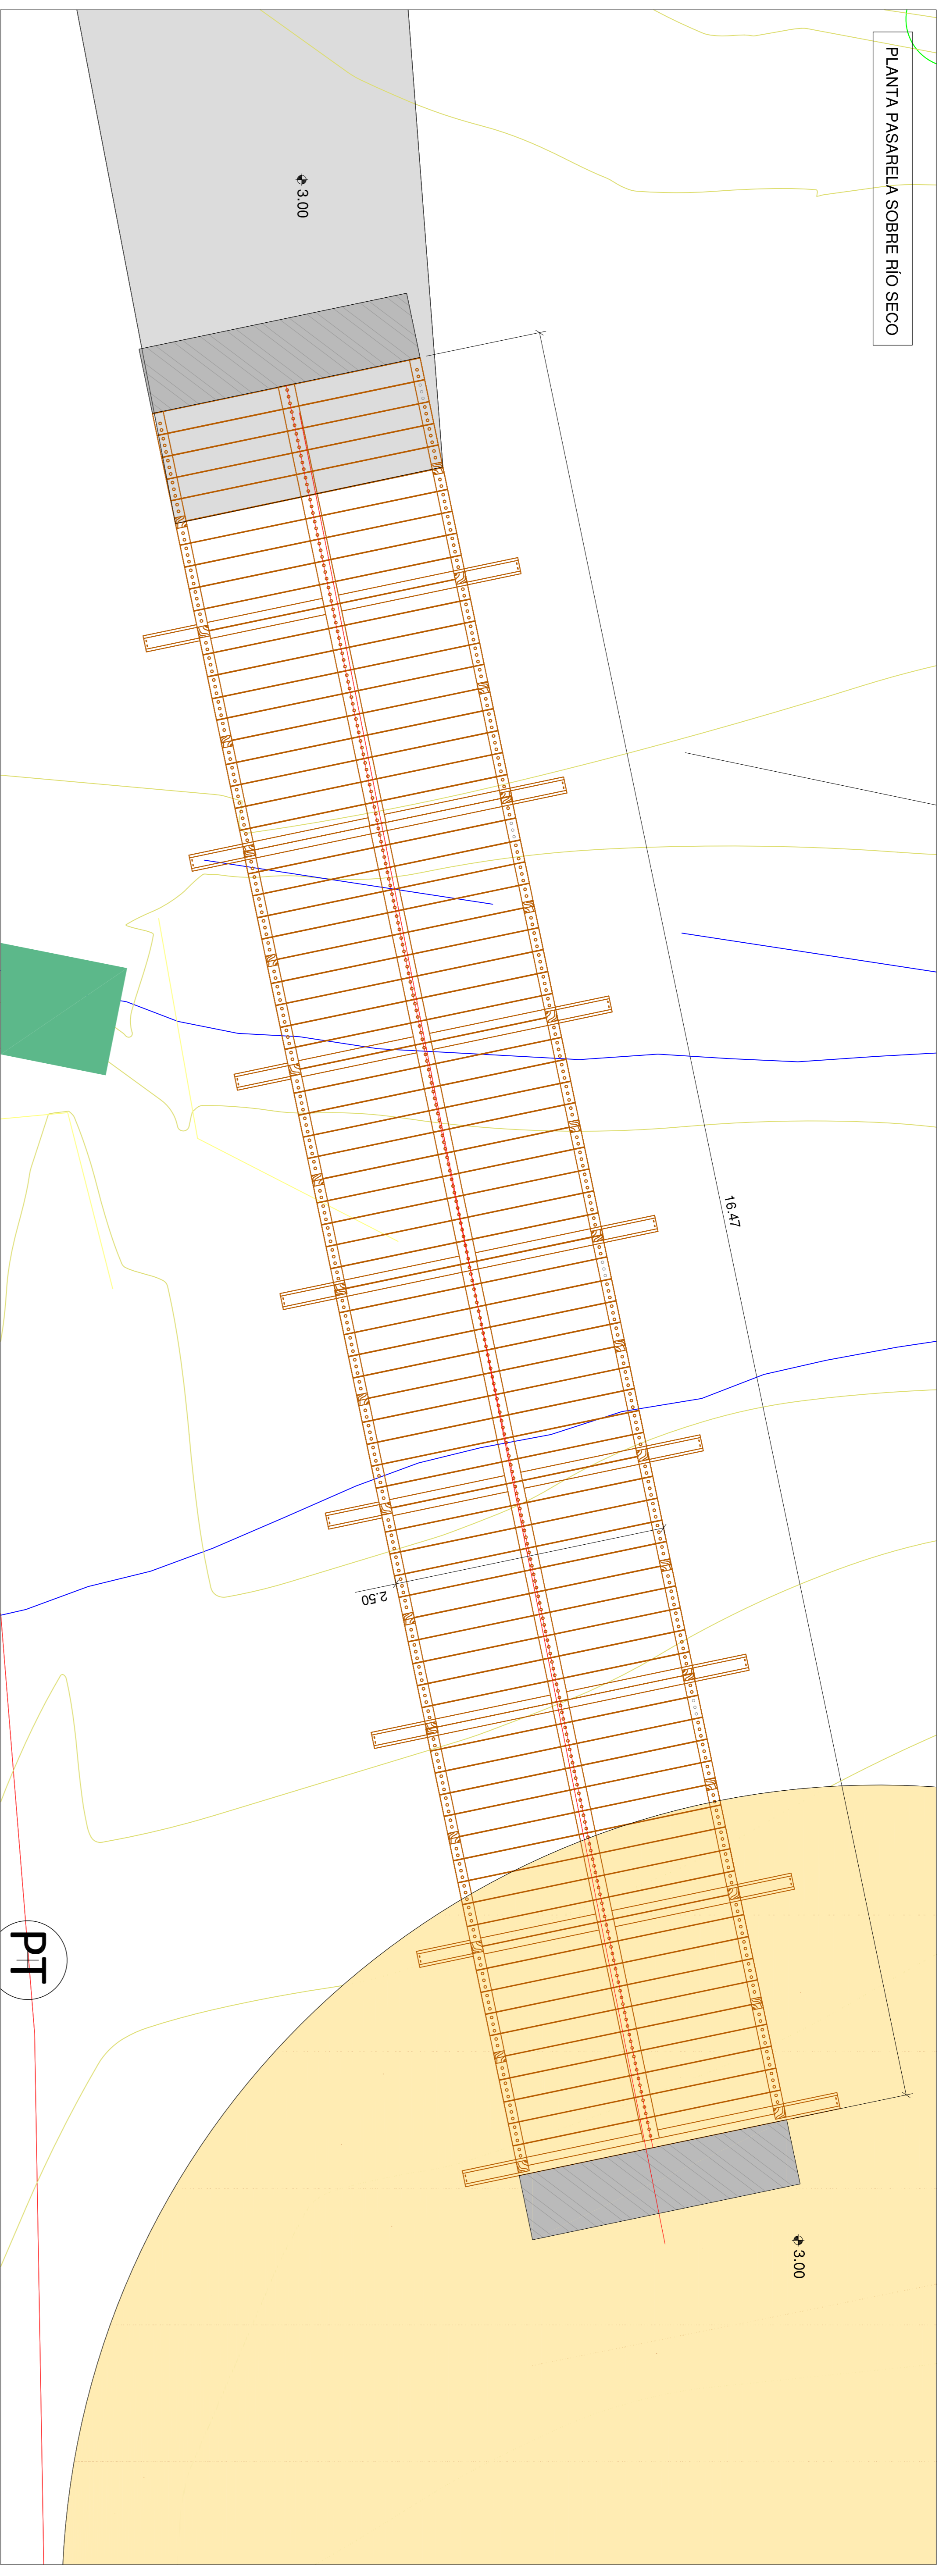 PLANTA PASARELA SOBRE RÍO SECO
3.00
16.47
2.50
PT
3.00